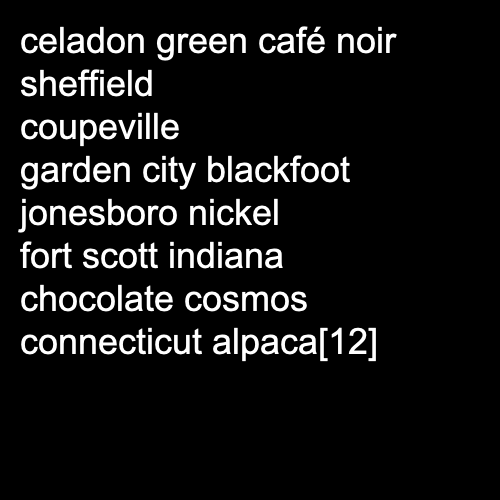 celadon green café noir
sheffield
coupeville
garden city blackfoot
jonesboro nickel
fort scott indiana
chocolate cosmos
connecticut alpaca[12]